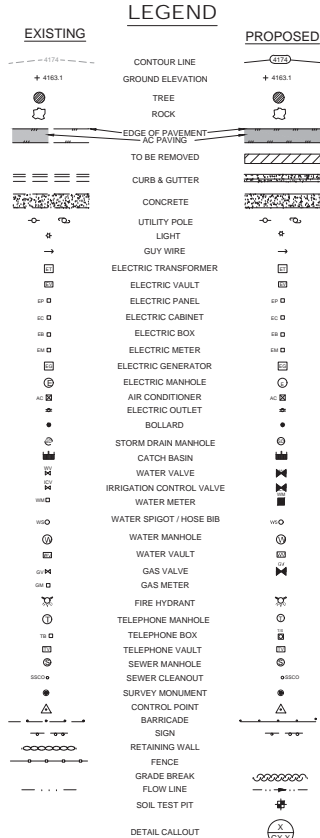 LEGEND
EXISTING PROPOSED
4174 CONTOUR LINE 4174
+ 4163.1 GROUND ELEVATION + 4163.1
TREE
ROCK
EDGE OF PAVEMENT
AC PAVING
TO BE REMOVED
CURB & GUTTER
CONCRETE
UTILITY POLE
LIGHT
GUY WIRE
ET ELECTRIC TRANSFORMER ET
EV ELECTRIC VAULT EV
EP ELECTRIC PANEL EP
EC ELECTRIC CABINET EC
EB ELECTRIC BOX EB
EM ELECTRIC METER EM
EG ELECTRIC GENERATOR EG
E ELECTRIC MANHOLE E
AC AIR CONDITIONER AC
ELECTRIC OUTLET
BOLLARD
STORM DRAIN MANHOLE
CATCH BASIN
WV WATER VALVE
ICV IRRIGATION CONTROL VALVE
WM WATER METER WM
WS WATER SPIGOT / HOSE BIB WS
W WATER MANHOLE W
WATER VAULT
GV GAS VALVE GV
GM GAS METER
FIRE HYDRANT
T TELEPHONE MANHOLE T
TB TELEPHONE BOX TB
TV TELEPHONE VAULT TV
S SEWER MANHOLE S
SSCO SEWER CLEANOUT SSCO
SURVEY MONUMENT
CONTROL POINT
BARRICADE
SIGN
RETAINING WALL
FENCE
GRADE BREAK
FLOW LINE
SOIL TEST PIT
DETAIL CALLOUT X
CX.X